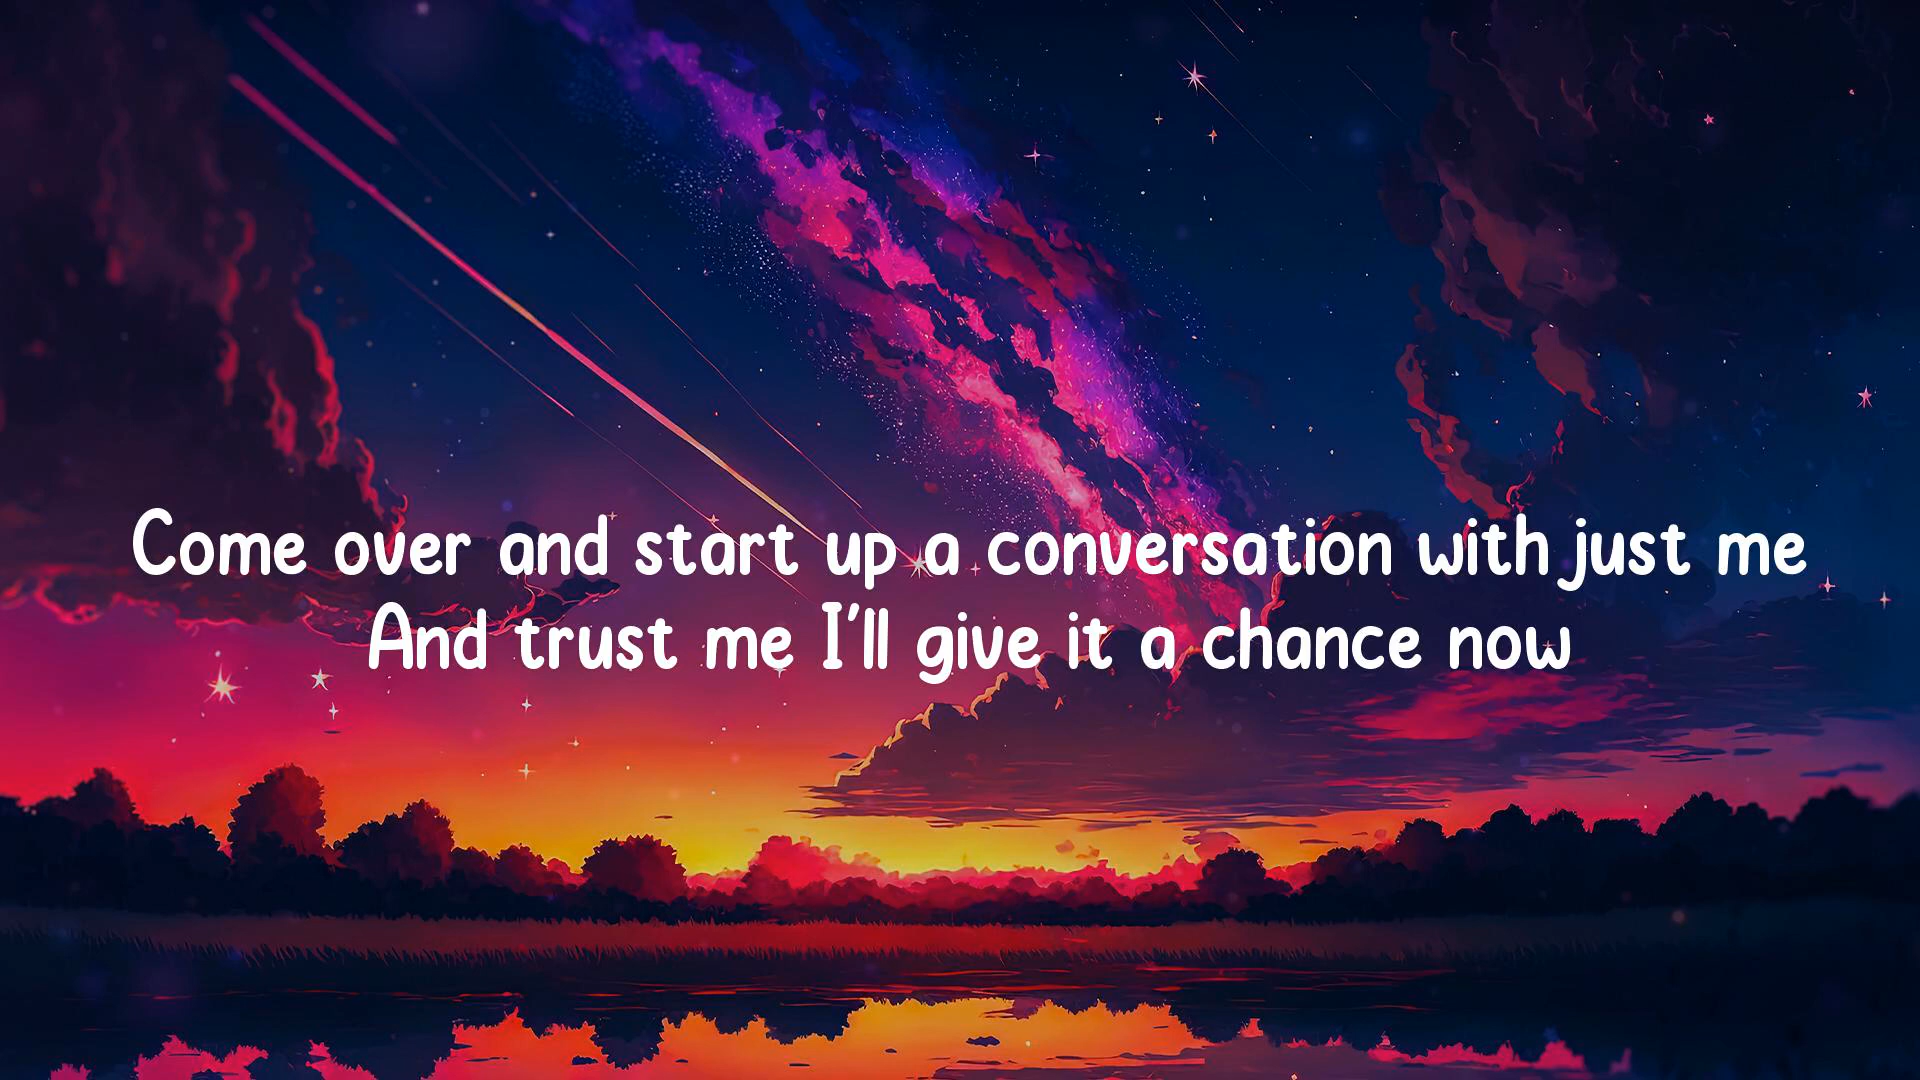 Come over and start up a conversation with just me
And trust me I'll give it a chance now